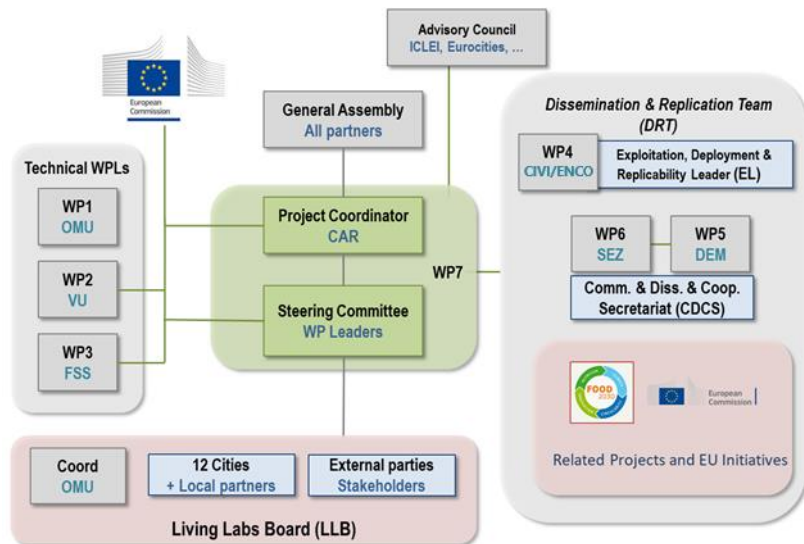 Advisory Council
ICLEI, Eurocities, ...
European
Commission
General Assembly
All partners
Technical WPLs
WP1
OMU
WP2
VU
WP3
FSS
Project Coordinator
CAR
Steering Committee
WP Leaders
WP7
Dissemination & Replication Team
(DRT)
WP4
CIVI/ENCO
Exploitation, Deployment &
Replicability Leader (EL)
WP6
SEZ
WP5
DEM
Comm. & Diss. & Coop.
Secretariat (CDCS)
FOOD
2030
European
Commission
Related Projects and EU Initiatives
Coord
OMU
12 Cities
+ Local partners
External parties
Stakeholders
Living Labs Board (LLB)